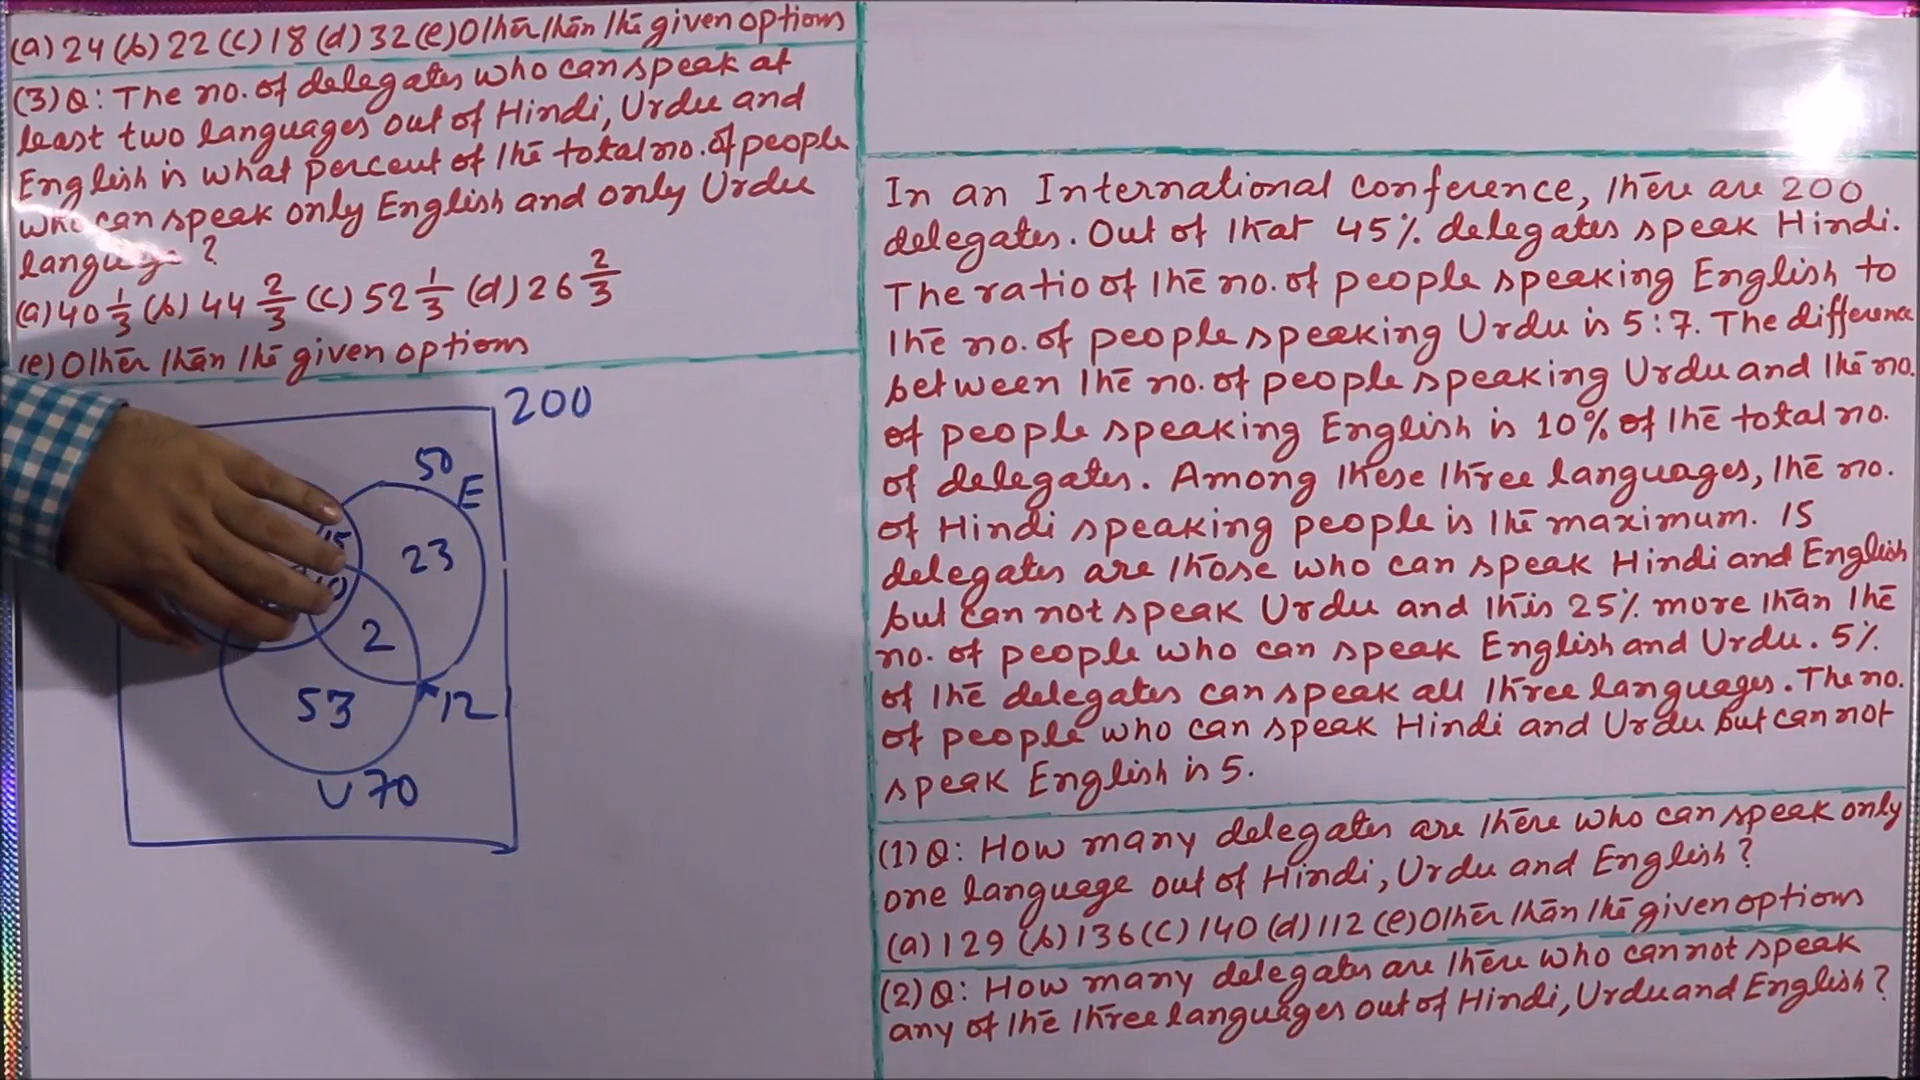 (a) 24 (b) 22 (c) 18 (d) 32 (e) Other than the given options
(3) Q: The no. of delegates who can speak at
least two languages out of Hindi, Urdu and
English is what percent of the total no. of people
who can speak only English and only Urdu
language?
(a) 40 1/3 (b) 44 2/3 (c) 52 1/3 (d) 26 2/3
(e) Other than the given options
200
50
E
15
23
10
2
53
12
U 70
In an International conference, there are 200
delegates. Out of that 45% delegates speak Hindi.
The ratio of the no. of people speaking English to
the no. of people speaking Urdu is 5:7. The difference
between the no. of people speaking Urdu and the no.
of people speaking English is 10% of the total no.
of delegates. Among these three languages, the no.
of Hindi speaking people is the maximum. 15
delegates are those who can speak Hindi and English
but can not speak Urdu and this 25% more than the
no. of people who can speak English and Urdu. 5%
of the delegates can speak all three languages. The no.
of people who can speak Hindi and Urdu but can not
speak English is 5.
(1) Q: How many delegates are there who can speak only
one language out of Hindi, Urdu and English?
(a) 129 (b) 136 (c) 140 (d) 112 (e) Other than the given options
(2) Q: How many delegates are there who can not speak
any of the three languages out of Hindi, Urdu and English?